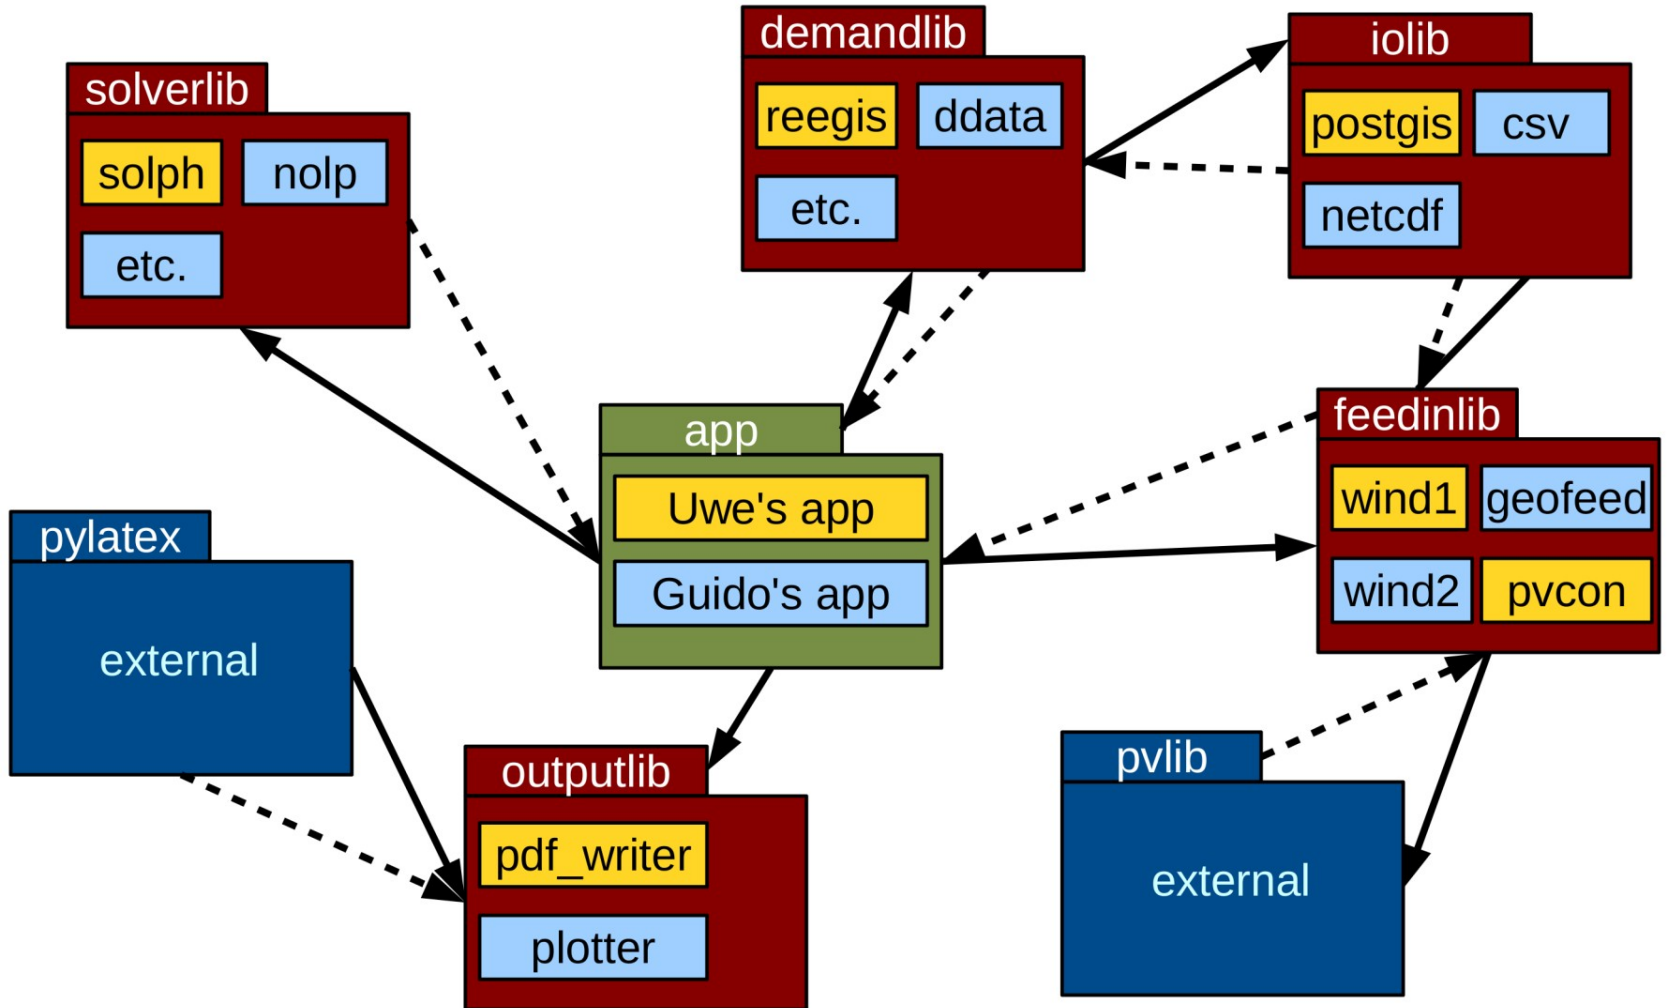 demandlib
reegis
ddata
etc.
iolib
postgis
csv
netcdf
solverlib
solph
nolp
etc.
app
Uwe's app
Guido's app
feedinlib
wind1
geofeed
wind2
pvcon
pylatex
external
outputlib
pdf_writer
plotter
pvlib
external